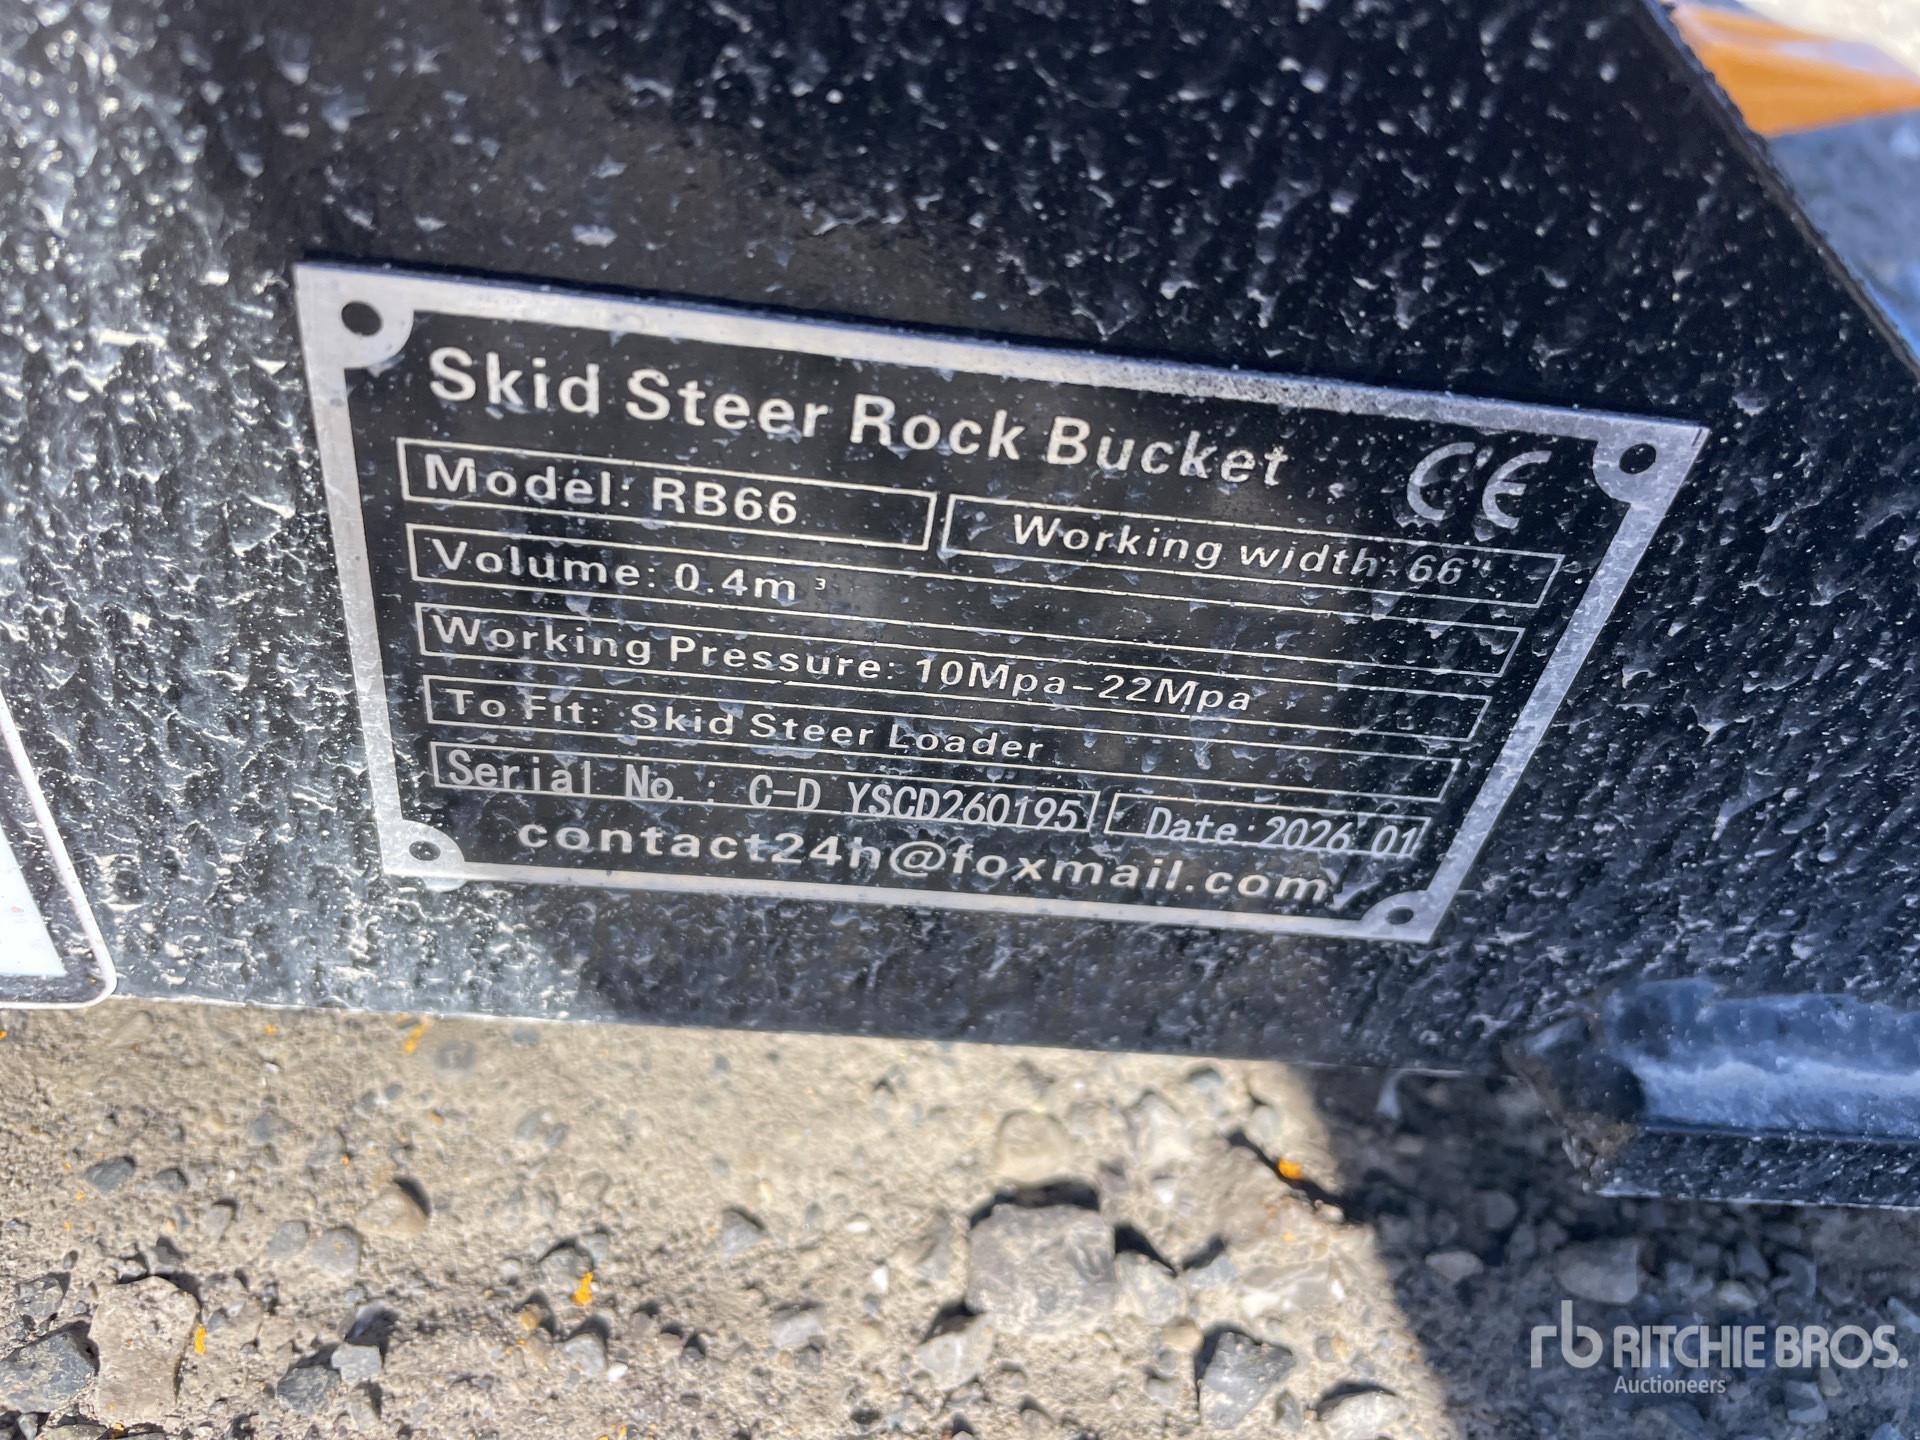 Skid Steer Rock Bucket
CE
Model: RB66
Working width: 66"
Volume: 0.4m³
Working Pressure: 10Mpa-22Mpa
To Fit: Skid Steer Loader
Serial No.: C-D YSCD260195
Date: 2026 01
contact24h@foxmail.com
rb RITCHIE BROS.
Auctioneers